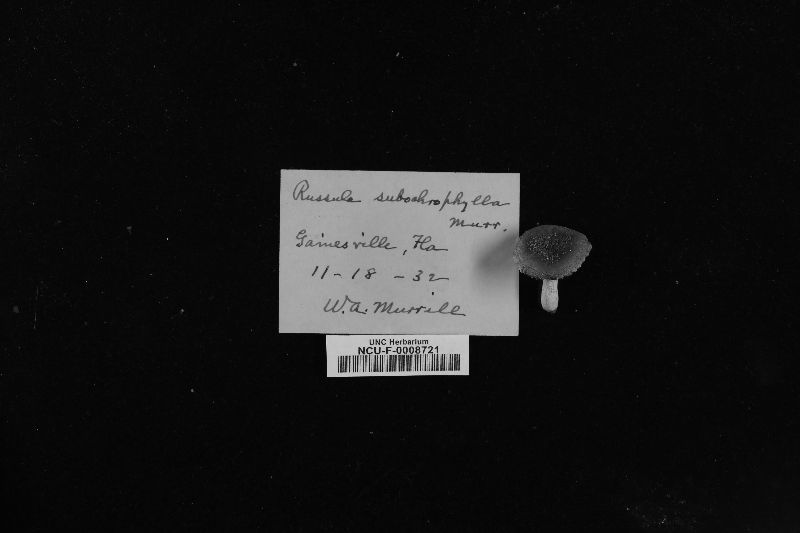 Russula subochrophylla
Murr.
Gainesville, Fla
11-18-32
W.A. Murrill
UNC Herbarium
NCU-F-0008721